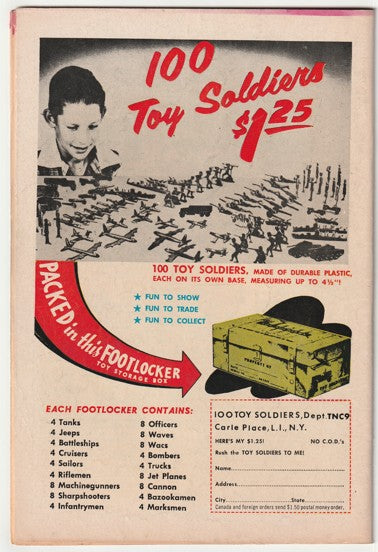 100
Toy Soldiers
$1.25
100 TOY SOLDIERS, MADE OF DURABLE PLASTIC,
EACH ON ITS OWN BASE, MEASURING UP TO 4½"!
★ FUN TO SHOW
★ FUN TO TRADE
★ FUN TO COLLECT
PACKED in this FOOTLOCKER
TOY STORAGE BOX
PROPERTY OF
EACH FOOTLOCKER CONTAINS:
4 Tanks
4 Jeeps
4 Battleships
4 Cruisers
4 Sailors
4 Riflemen
8 Machinegunners
8 Sharpshooters
4 Infantrymen
8 Officers
8 Waves
8 Wacs
4 Bombers
4 Trucks
8 Jet Planes
8 Cannon
4 Bazookamen
4 Marksmen
100 TOY SOLDIERS, Dept. TNC9
Carle Place, L.I., N.Y.
HERE'S MY $1.25! NO C.O.D.'s
Rush the TOY SOLDIERS TO ME!
Name
Address
City State
Canada and foreign orders send $1.50 postal money order.